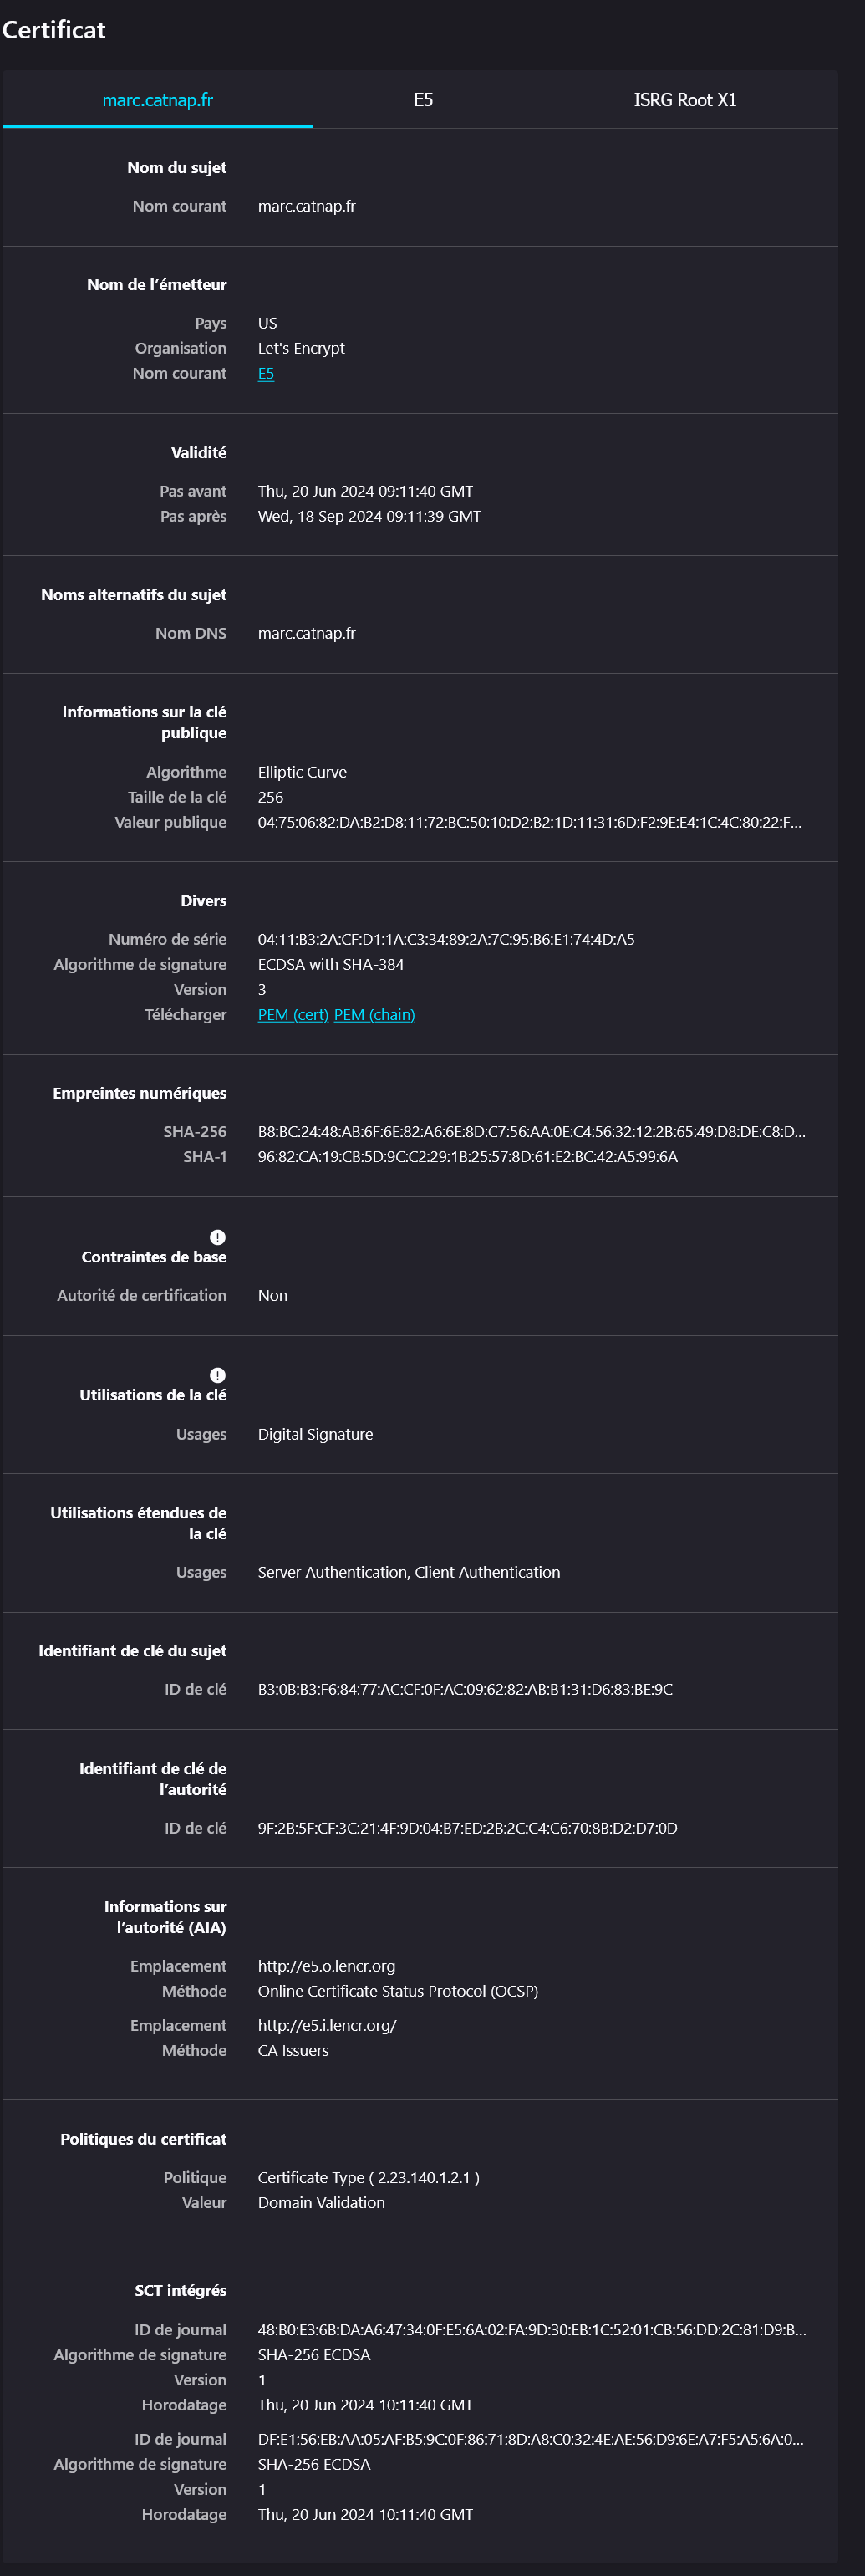 Certificat
marc.catnap.fr E5 ISRG Root X1
Nom du sujet
Nom courant marc.catnap.fr
Nom de l’émetteur
Pays US
Organisation Let's Encrypt
Nom courant E5
Validité
Pas avant Thu, 20 Jun 2024 09:11:40 GMT
Pas après Wed, 18 Sep 2024 09:11:39 GMT
Noms alternatifs du sujet
Nom DNS marc.catnap.fr
Informations sur la clé
publique
Algorithme Elliptic Curve
Taille de la clé 256
Valeur publique 04:75:06:82:DA:B2:D8:11:72:BC:50:10:D2:B2:1D:11:31:6D:F2:9E:E4:1C:4C:80:22:F…
Divers
Numéro de série 04:11:B3:2A:CF:D1:1A:C3:34:89:2A:7C:95:B6:E1:74:4D:A5
Algorithme de signature ECDSA with SHA-384
Version 3
Télécharger PEM (cert) PEM (chain)
Empreintes numériques
SHA-256 B8:BC:24:48:AB:6F:6E:82:A6:6E:8D:C7:56:AA:0E:C4:56:32:12:2B:65:49:D8:DE:C8:D…
SHA-1 96:82:CA:19:CB:5D:9C:C2:29:1B:25:57:8D:61:E2:BC:42:A5:99:6A
Contraintes de base
Autorité de certification Non
Utilisations de la clé
Usages Digital Signature
Utilisations étendues de
la clé
Usages Server Authentication, Client Authentication
Identifiant de clé du sujet
ID de clé B3:0B:B3:F6:84:77:AC:CF:0F:AC:09:62:82:AB:B1:31:D6:83:BE:9C
Identifiant de clé de
l’autorité
ID de clé 9F:2B:5F:CF:3C:21:4F:9D:04:B7:ED:2B:2C:C4:C6:70:8B:D2:D7:0D
Informations sur
l’autorité (AIA)
Emplacement http://e5.o.lencr.org
Méthode Online Certificate Status Protocol (OCSP)
Emplacement http://e5.i.lencr.org/
Méthode CA Issuers
Politiques du certificat
Politique Certificate Type ( 2.23.140.1.2.1 )
Valeur Domain Validation
SCT intégrés
ID de journal 48:B0:E3:6B:DA:A6:47:34:0F:E5:6A:02:FA:9D:30:EB:1C:52:01:CB:56:DD:2C:81:D9:B…
Algorithme de signature SHA-256 ECDSA
Version 1
Horodatage Thu, 20 Jun 2024 10:11:40 GMT
ID de journal DF:E1:56:EB:AA:05:AF:B5:9C:0F:86:71:8D:A8:C0:32:4E:AE:56:D9:6E:A7:F5:A5:6A:0…
Algorithme de signature SHA-256 ECDSA
Version 1
Horodatage Thu, 20 Jun 2024 10:11:40 GMT